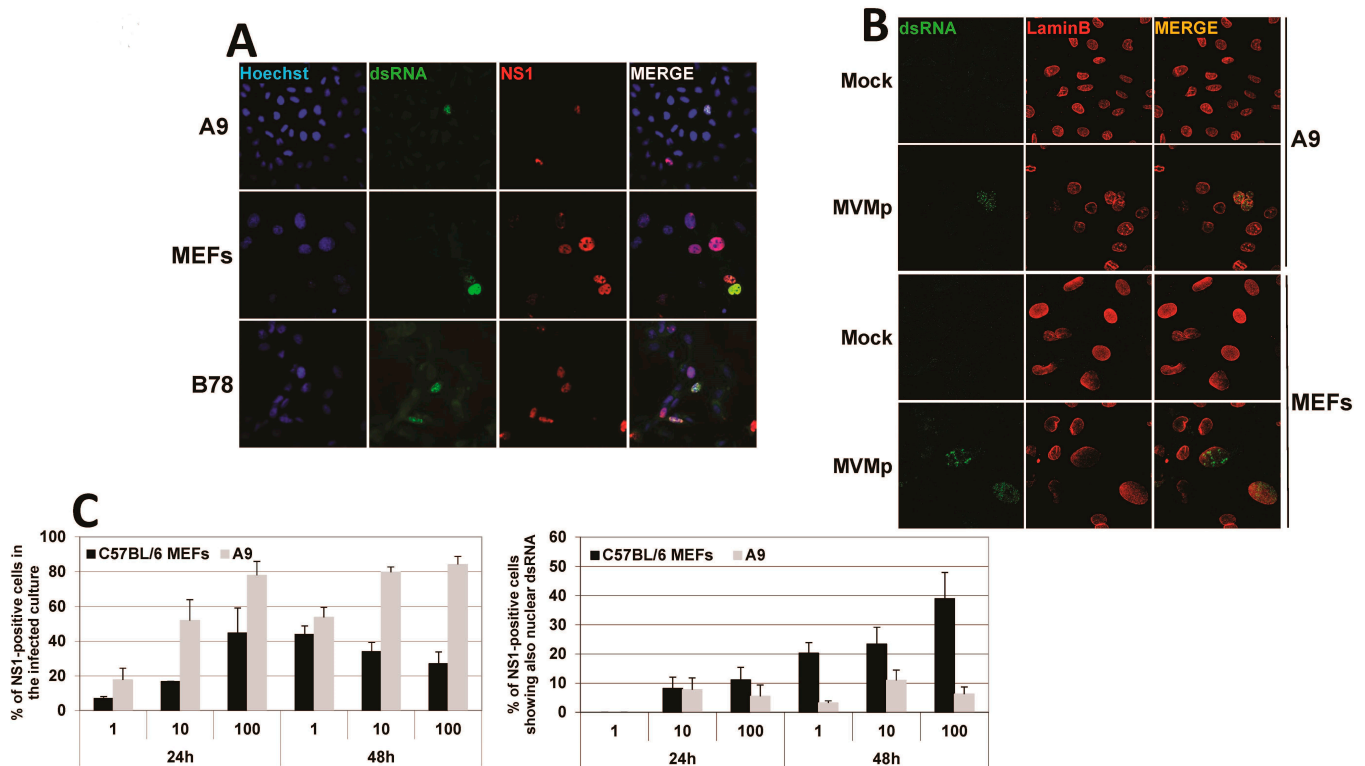 A
Hoechst dsRNA NS1 MERGE
A9
MEFs
B78
B
dsRNA LaminB MERGE
Mock
MVMp
A9
Mock
MVMp
MEFs
C
% of NS1-positive cells in
the infected culture
100
80
60
40
20
0
C57BL/6 MEFs A9
1 10 100 1 10 100
24h 48h
% of NS1-positive cells
showing also nuclear dsRNA
60
50
40
30
20
10
0
C57BL/6 MEFs A9
1 10 100 1 10 100
24h 48h